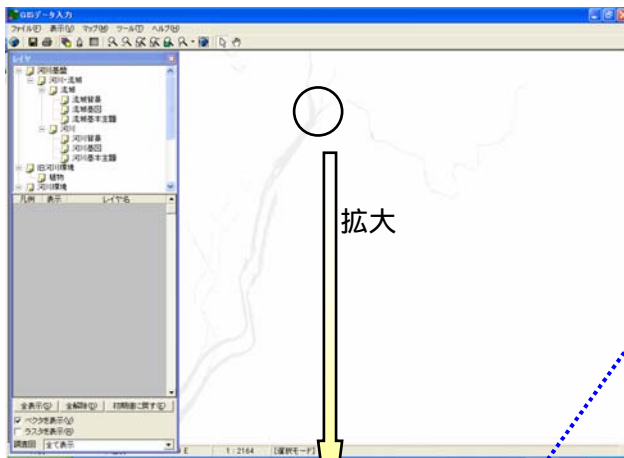 GISデータ入力
ファイル(F) 表示(V) マップ(M) ツール(T) ヘルプ(H)
レイヤ
河川基盤
河川・流域
流域
流域背景
流域基図
流域基本主題
河川
河川背景
河川基図
河川基本主題
旧河川環境
植物
河川環境
凡例 表示 レイヤ名
拡大
全表示(S) 全解除(D) 初期値に戻す(I)
ベクタを表示(V)
ラスタを表示(R)
調査回 全て表示
E 1 : 2164 [選択モード]